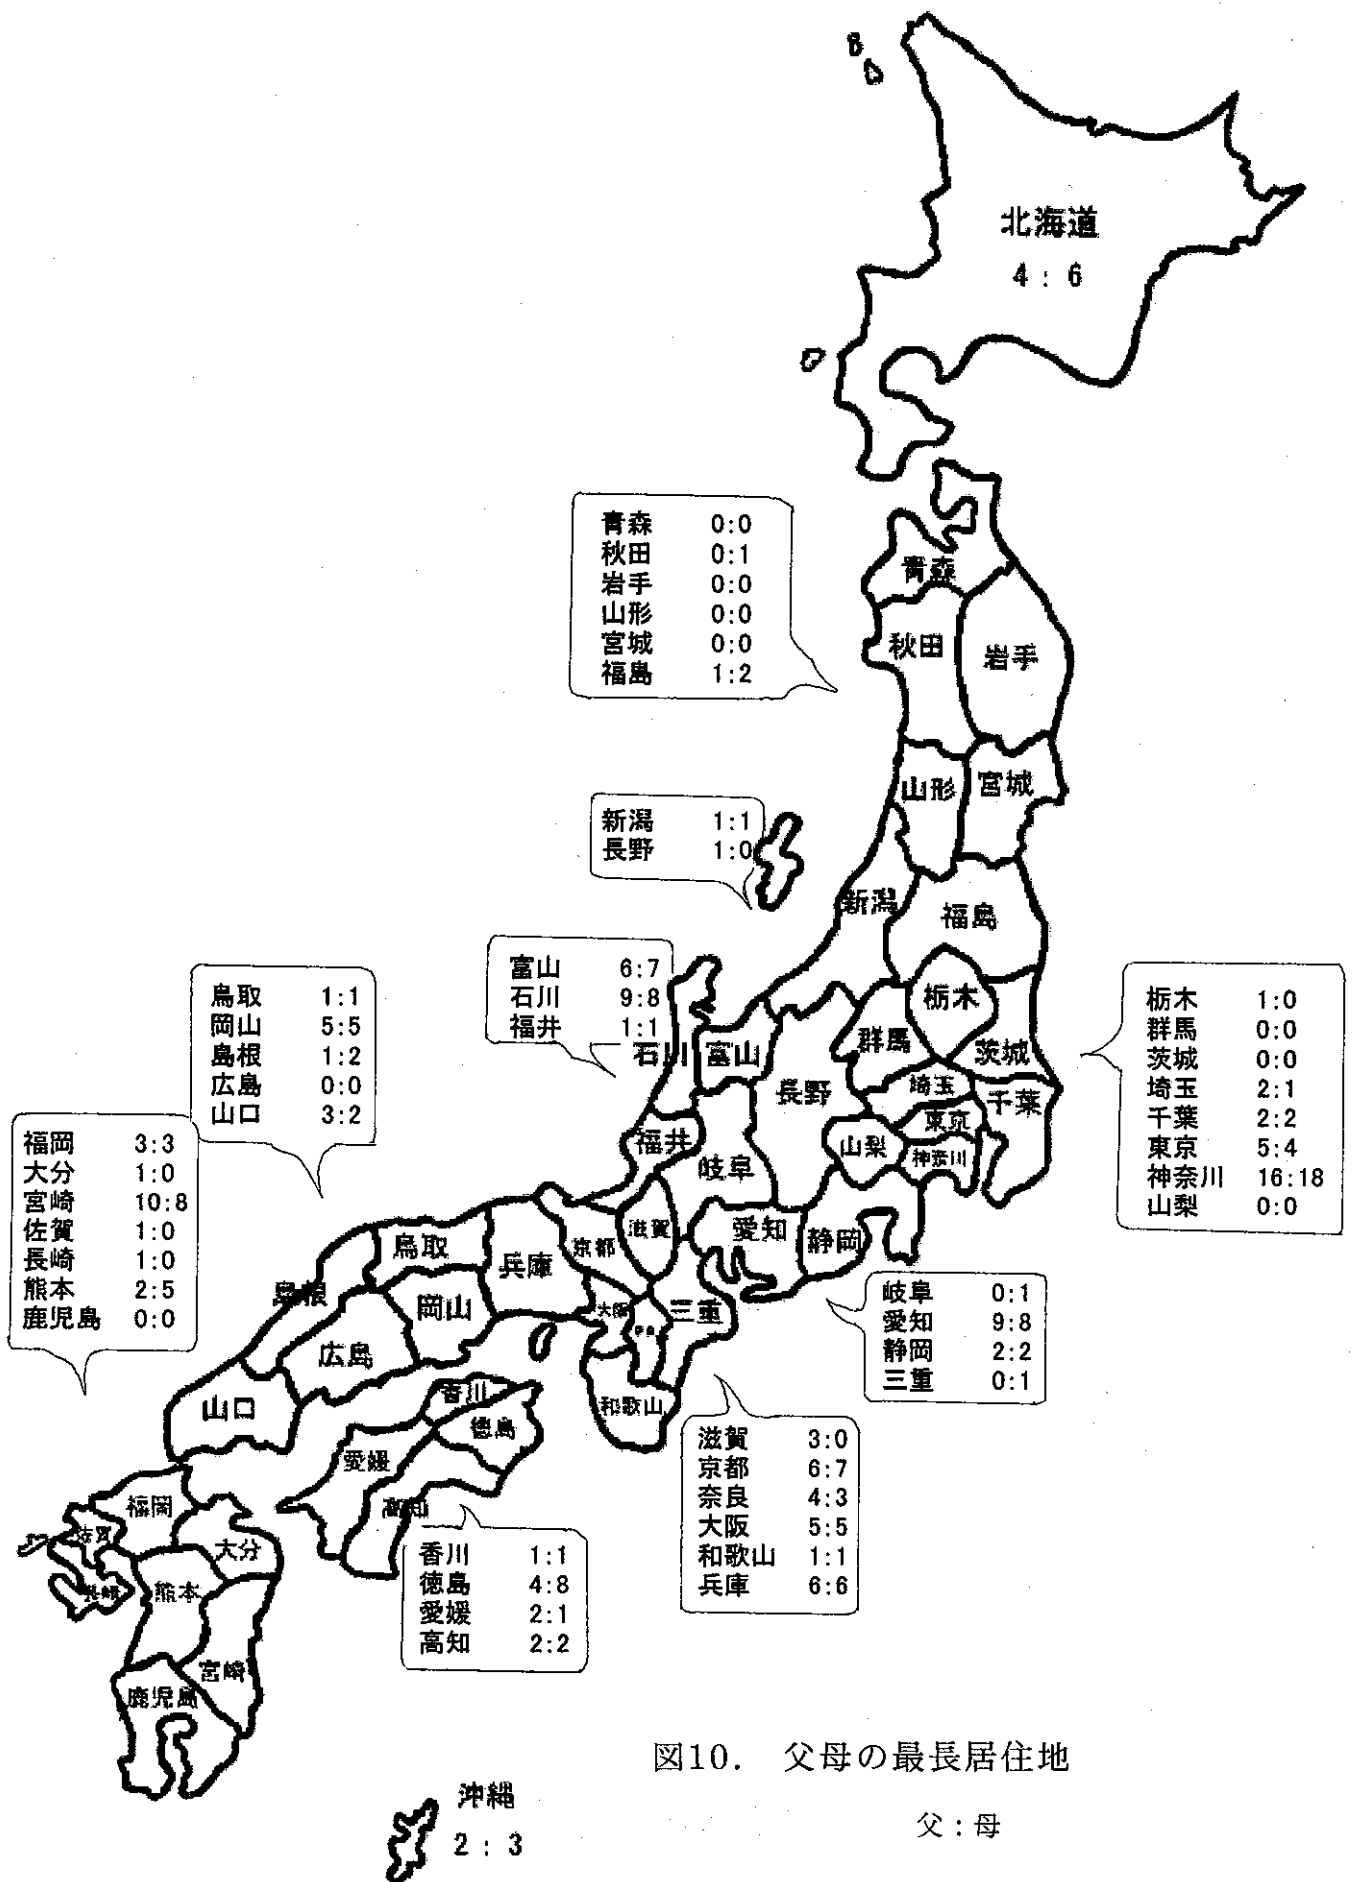 北海道
4 : 6
青森 0:0
秋田 0:1
岩手 0:0
山形 0:0
宮城 0:0
福島 1:2
青森
秋田
岩手
山形
宮城
新潟 1:1
長野 1:0
新潟
福島
富山 6:7
石川 9:8
福井 1:1
鳥取 1:1
岡山 5:5
島根 1:2
広島 0:0
山口 3:2
栃木 1:0
群馬 0:0
茨城 0:0
埼玉 2:1
千葉 2:2
東京 5:4
神奈川 16:18
山梨 0:0
栃木
群馬
茨城
石川
富山
長野
埼玉
千葉
東京
福井
岐阜
山梨
神奈川
福岡 3:3
大分 1:0
宮崎 10:8
佐賀 1:0
長崎 1:0
熊本 2:5
鹿児島 0:0
鳥取
兵庫
京都
滋賀
愛知
静岡
島根
岡山
大阪
三重
広島
岐阜 0:1
愛知 9:8
静岡 2:2
三重 0:1
山口
香川
和歌山
徳島
愛媛
高知
滋賀 3:0
京都 6:7
奈良 4:3
大阪 5:5
和歌山 1:1
兵庫 6:6
福岡
佐賀
大分
長崎
熊本
宮崎
鹿児島
香川 1:1
徳島 4:8
愛媛 2:1
高知 2:2
図10. 父母の最長居住地
父：母
沖縄
2 : 3